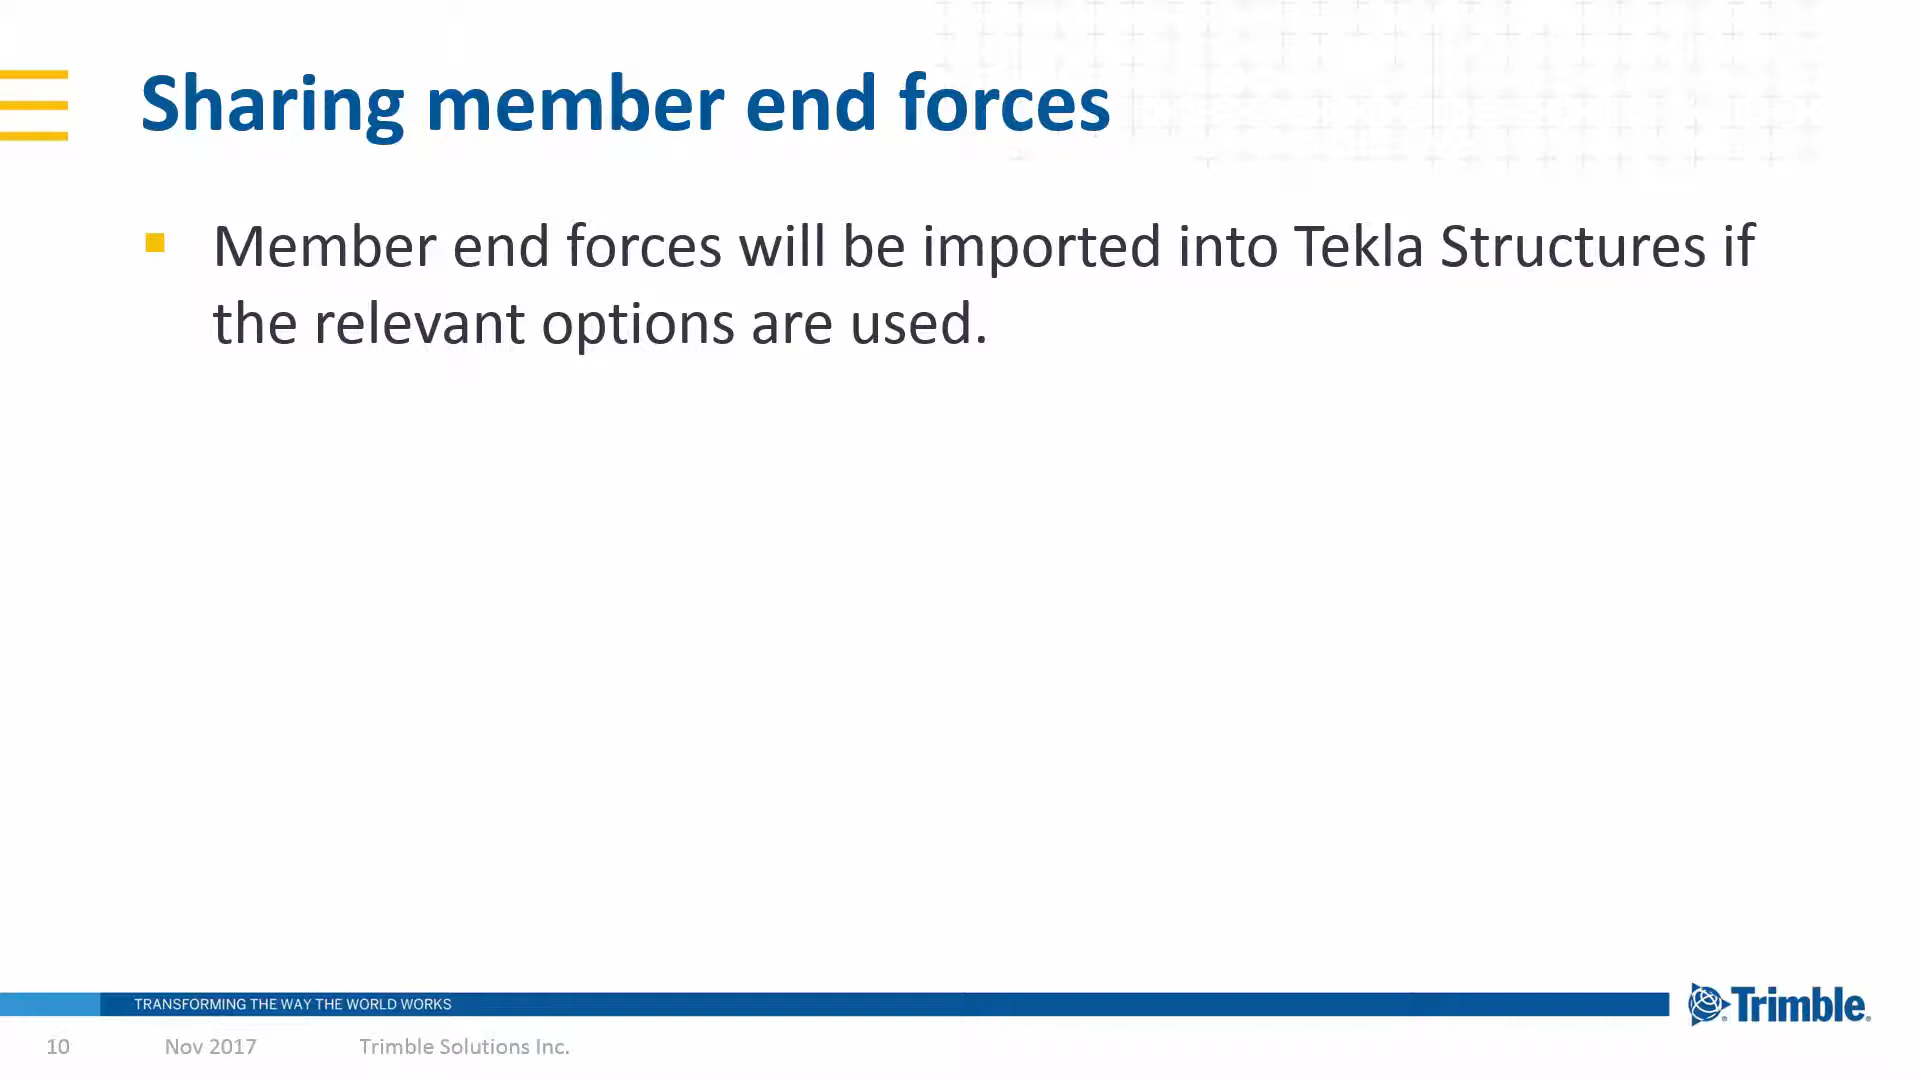 Sharing member end forces
Member end forces will be imported into Tekla Structures if
the relevant options are used.
TRANSFORMING THE WAY THE WORLD WORKS
Trimble
10 Nov 2017 Trimble Solutions Inc.